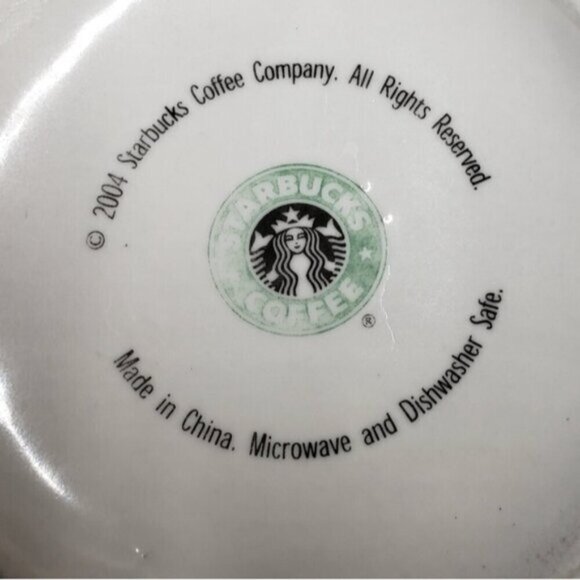 © 2004 Starbucks Coffee Company. All Rights Reserved.
STARBUCKS
COFFEE
®
Made in China. Microwave and Dishwasher Safe.